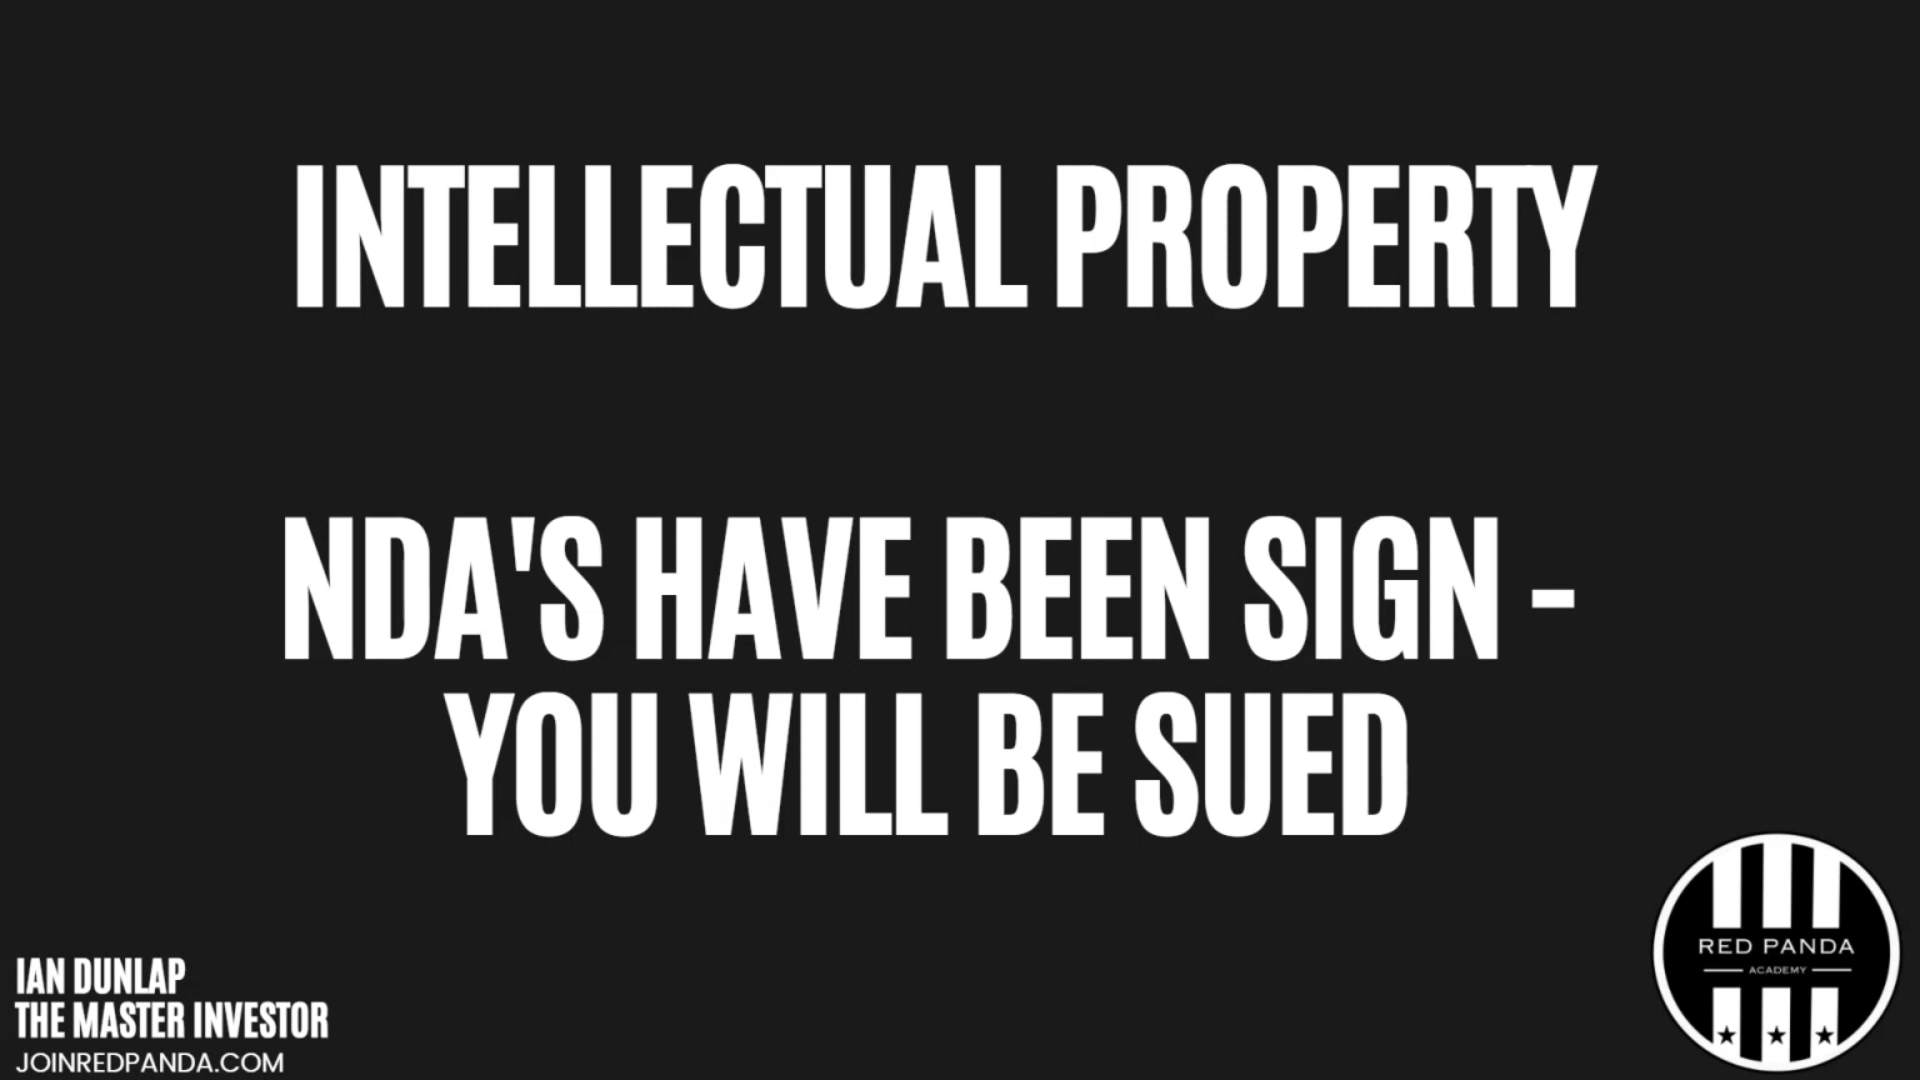 INTELLECTUAL PROPERTY
NDA'S HAVE BEEN SIGN -
YOU WILL BE SUED
IAN DUNLAP
THE MASTER INVESTOR
JOINREDPANDA.COM
RED PANDA
ACADEMY